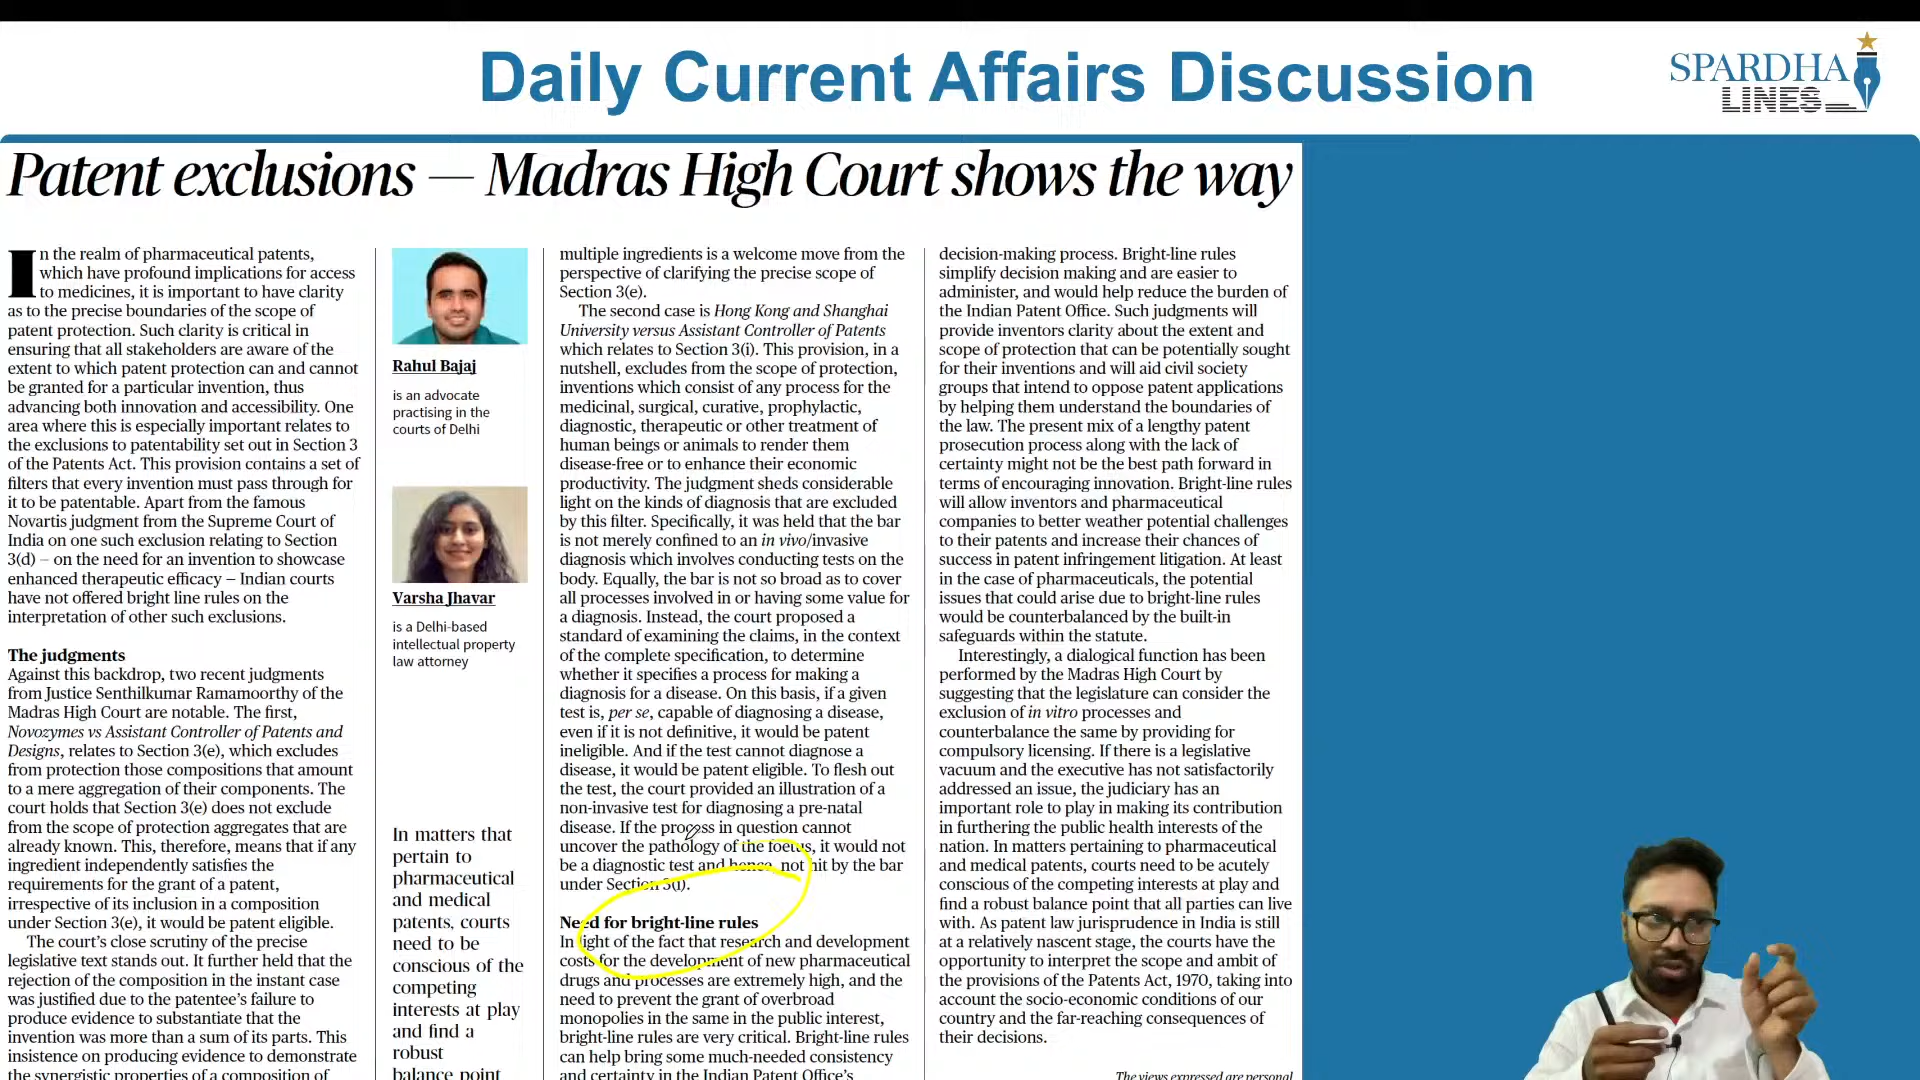 Daily Current Affairs Discussion
SPARDHA
LINES
Patent exclusions — Madras High Court shows the way
In the realm of pharmaceutical patents,
which have profound implications for access
to medicines, it is important to have clarity
as to the precise boundaries of the scope of
patent protection. Such clarity is critical in
ensuring that all stakeholders are aware of the
extent to which patent protection can and cannot
be granted for a particular invention, thus
advancing both innovation and accessibility. One
area where this is especially important relates to
the exclusions to patentability set out in Section 3
of the Patents Act. This provision contains a set of
filters that every invention must pass through for
it to be patentable. Apart from the famous
Novartis judgment from the Supreme Court of
India on one such exclusion relating to Section
3(d) — on the need for an invention to showcase
enhanced therapeutic efficacy — Indian courts
have not offered bright line rules on the
interpretation of other such exclusions.
The judgments
Against this backdrop, two recent judgments
from Justice Senthilkumar Ramamoorthy of the
Madras High Court are notable. The first,
Novozymes vs Assistant Controller of Patents and
Designs, relates to Section 3(e), which excludes
from protection those compositions that amount
to a mere aggregation of their components. The
court holds that Section 3(e) does not exclude
from the scope of protection aggregates that are
already known. This, therefore, means that if any
ingredient independently satisfies the
requirements for the grant of a patent,
irrespective of its inclusion in a composition
under Section 3(e), it would be patent eligible.
The court's close scrutiny of the precise
legislative text stands out. It further held that the
rejection of the composition in the instant case
was justified due to the patentee's failure to
produce evidence to substantiate that the
invention was more than a sum of its parts. This
insistence on producing evidence to demonstrate
the synergistic properties of a composition of
Rahul Bajaj
is an advocate
practising in the
courts of Delhi
Varsha Jhavar
is a Delhi-based
intellectual property
law attorney
In matters that
pertain to
pharmaceutical
and medical
patents, courts
need to be
conscious of the
competing
interests at play
and find a
robust
balance point
multiple ingredients is a welcome move from the
perspective of clarifying the precise scope of
Section 3(e).
The second case is Hong Kong and Shanghai
University versus Assistant Controller of Patents
which relates to Section 3(i). This provision, in a
nutshell, excludes from the scope of protection,
inventions which consist of any process for the
medicinal, surgical, curative, prophylactic,
diagnostic, therapeutic or other treatment of
human beings or animals to render them
disease-free or to enhance their economic
productivity. The judgment sheds considerable
light on the kinds of diagnosis that are excluded
by this filter. Specifically, it was held that the bar
is not merely confined to an in vivo/invasive
diagnosis which involves conducting tests on the
body. Equally, the bar is not so broad as to cover
all processes involved in or having some value for
a diagnosis. Instead, the court proposed a
standard of examining the claims, in the context
of the complete specification, to determine
whether it specifies a process for making a
diagnosis for a disease. On this basis, if a given
test is, per se, capable of diagnosing a disease,
even if it is not definitive, it would be patent
ineligible. And if the test cannot diagnose a
disease, it would be patent eligible. To flesh out
the test, the court provided an illustration of a
non-invasive test for diagnosing a pre-natal
disease. If the process in question cannot
uncover the pathology of the foetus, it would not
be a diagnostic test and hence, not hit by the bar
under Section 3(i).
Need for bright-line rules
In light of the fact that research and development
costs for the development of new pharmaceutical
drugs and processes are extremely high, and the
need to prevent the grant of overbroad
monopolies in the same in the public interest,
bright-line rules are very critical. Bright-line rules
can help bring some much-needed consistency
and certainty in the Indian Patent Office's
decision-making process. Bright-line rules
simplify decision making and are easier to
administer, and would help reduce the burden of
the Indian Patent Office. Such judgments will
provide inventors clarity about the extent and
scope of protection that can be potentially sought
for their inventions and will aid civil society
groups that intend to oppose patent applications
by helping them understand the boundaries of
the law. The present mix of a lengthy patent
prosecution process along with the lack of
certainty might not be the best path forward in
terms of encouraging innovation. Bright-line rules
will allow inventors and pharmaceutical
companies to better weather potential challenges
to their patents and increase their chances of
success in patent infringement litigation. At least
in the case of pharmaceuticals, the potential
issues that could arise due to bright-line rules
would be counterbalanced by the built-in
safeguards within the statute.
Interestingly, a dialogical function has been
performed by the Madras High Court by
suggesting that the legislature can consider the
exclusion of in vitro processes and
counterbalance the same by providing for
compulsory licensing. If there is a legislative
vacuum and the executive has not satisfactorily
addressed an issue, the judiciary has an
important role to play in making its contribution
in furthering the public health interests of the
nation. In matters pertaining to pharmaceutical
and medical patents, courts need to be acutely
conscious of the competing interests at play and
find a robust balance point that all parties can live
with. As patent law jurisprudence in India is still
at a relatively nascent stage, the courts have the
opportunity to interpret the scope and ambit of
the provisions of the Patents Act, 1970, taking into
account the socio-economic conditions of our
country and the far-reaching consequences of
their decisions.
The views expressed are personal